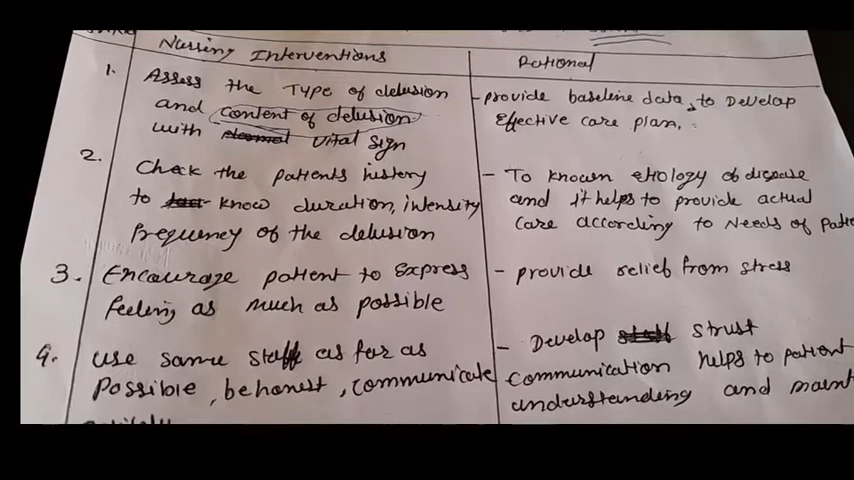 Nursing Interventions
Rational
1.
Assess the Type of delusion
and content of delusion
with vital sign
- provide baseline data, to Develop
Effective care plan,
2.
Check the patients history
to know duration, intensity
frequency of the delusion
- To known etiology of disease
and it helps to provide actual
care according to Needs of Patie
3.
Encourage patient to Express
feeling as much as possible
- provide relief from stress
4.
use same staff as far as
Possible, be honest, communicate
- Develop strust
communication helps to patient
understanding and maint